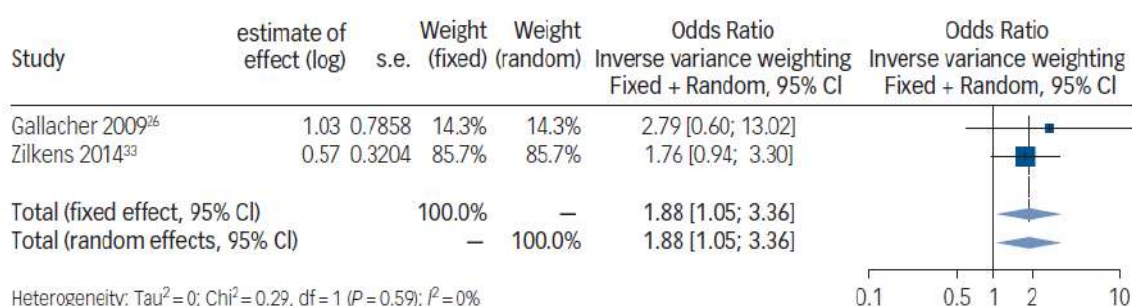 Study estimate of effect (log) s.e. Weight (fixed) Weight (random) Odds Ratio Inverse variance weighting Fixed + Random, 95% CI Odds Ratio Inverse variance weighting Fixed + Random, 95% CI
Gallacher 2009²⁶ 1.03 0.7858 14.3% 14.3% 2.79 [0.60; 13.02]
Zilkens 2014³³ 0.57 0.3204 85.7% 85.7% 1.76 [0.94; 3.30]
Total (fixed effect, 95% CI) 100.0% — 1.88 [1.05; 3.36]
Total (random effects, 95% CI) — 100.0% 1.88 [1.05; 3.36]
Heterogeneity: Tau² = 0; Chi² = 0.29, df = 1 (P = 0.59); I² = 0%
0.1 0.5 1 2 10